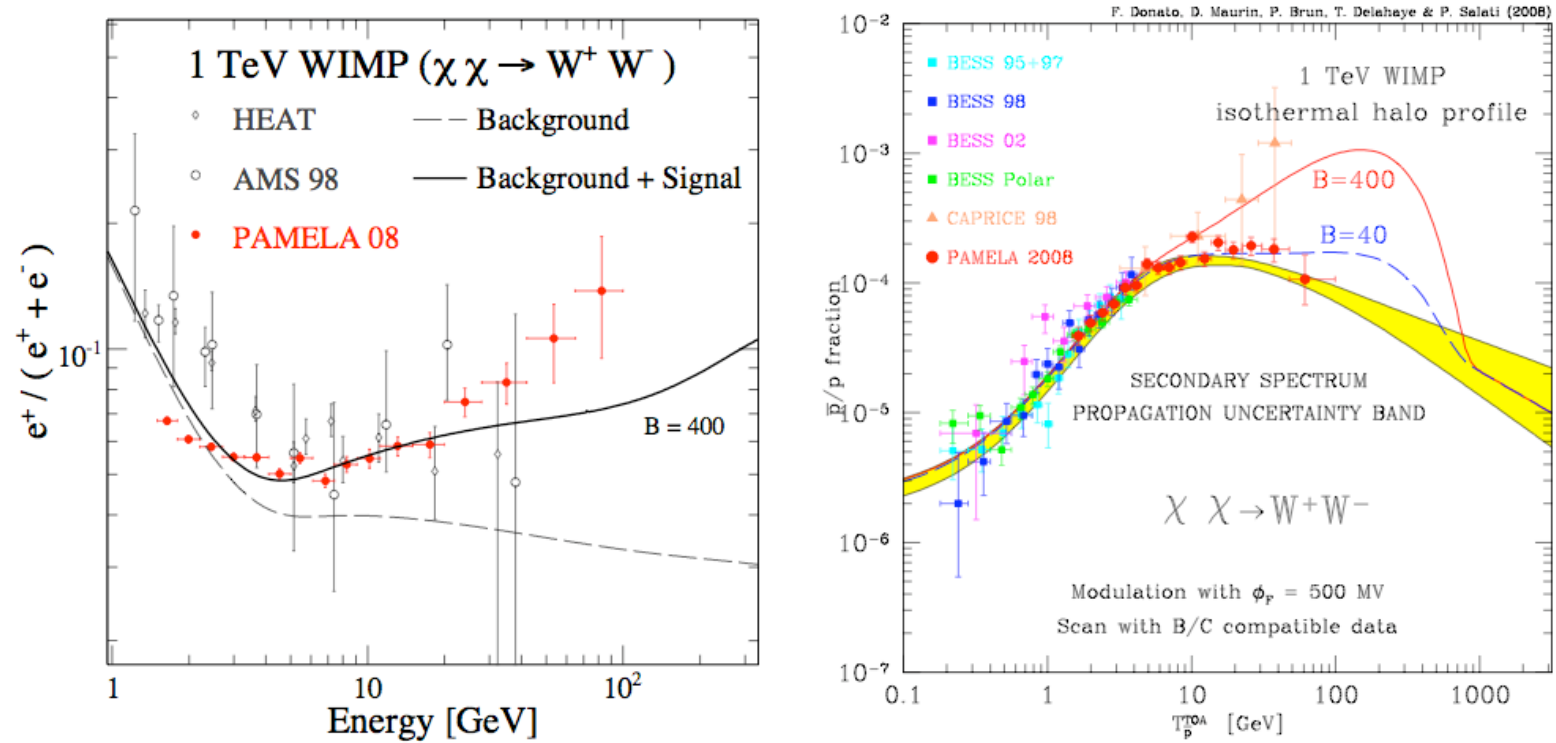 1 TeV WIMP (χ χ → W⁺ W⁻)
HEAT
AMS 98
PAMELA 08
Background
Background + Signal
B = 400
10⁻¹
e⁺ / ( e⁺ + e⁻ )
1
10
10²
Energy [GeV]
F. Donato, D. Maurin, P. Brun, T. Delahaye & P. Salati (2008)
BESS 95+97
BESS 98
BESS 02
BESS Polar
CAPRICE 98
PAMELA 2008
1 TeV WIMP
isothermal halo profile
B=400
B=40
SECONDARY SPECTRUM
PROPAGATION UNCERTAINTY BAND
χ χ→W⁺W⁻
Modulation with ϕ_F = 500 MV
Scan with B/C compatible data
10⁻²
10⁻³
10⁻⁴
10⁻⁵
10⁻⁶
10⁻⁷
p̅/p fraction
0.1
1
10
100
1000
T_p̅^TOA [GeV]